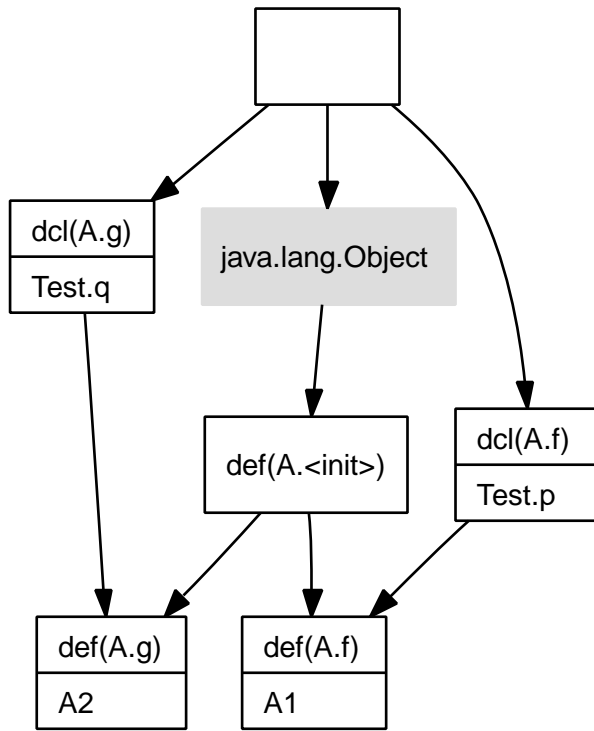 dcl(A.g)
Test.q
java.lang.Object
def(A.<init>)
dcl(A.f)
Test.p
def(A.g)
A2
def(A.f)
A1